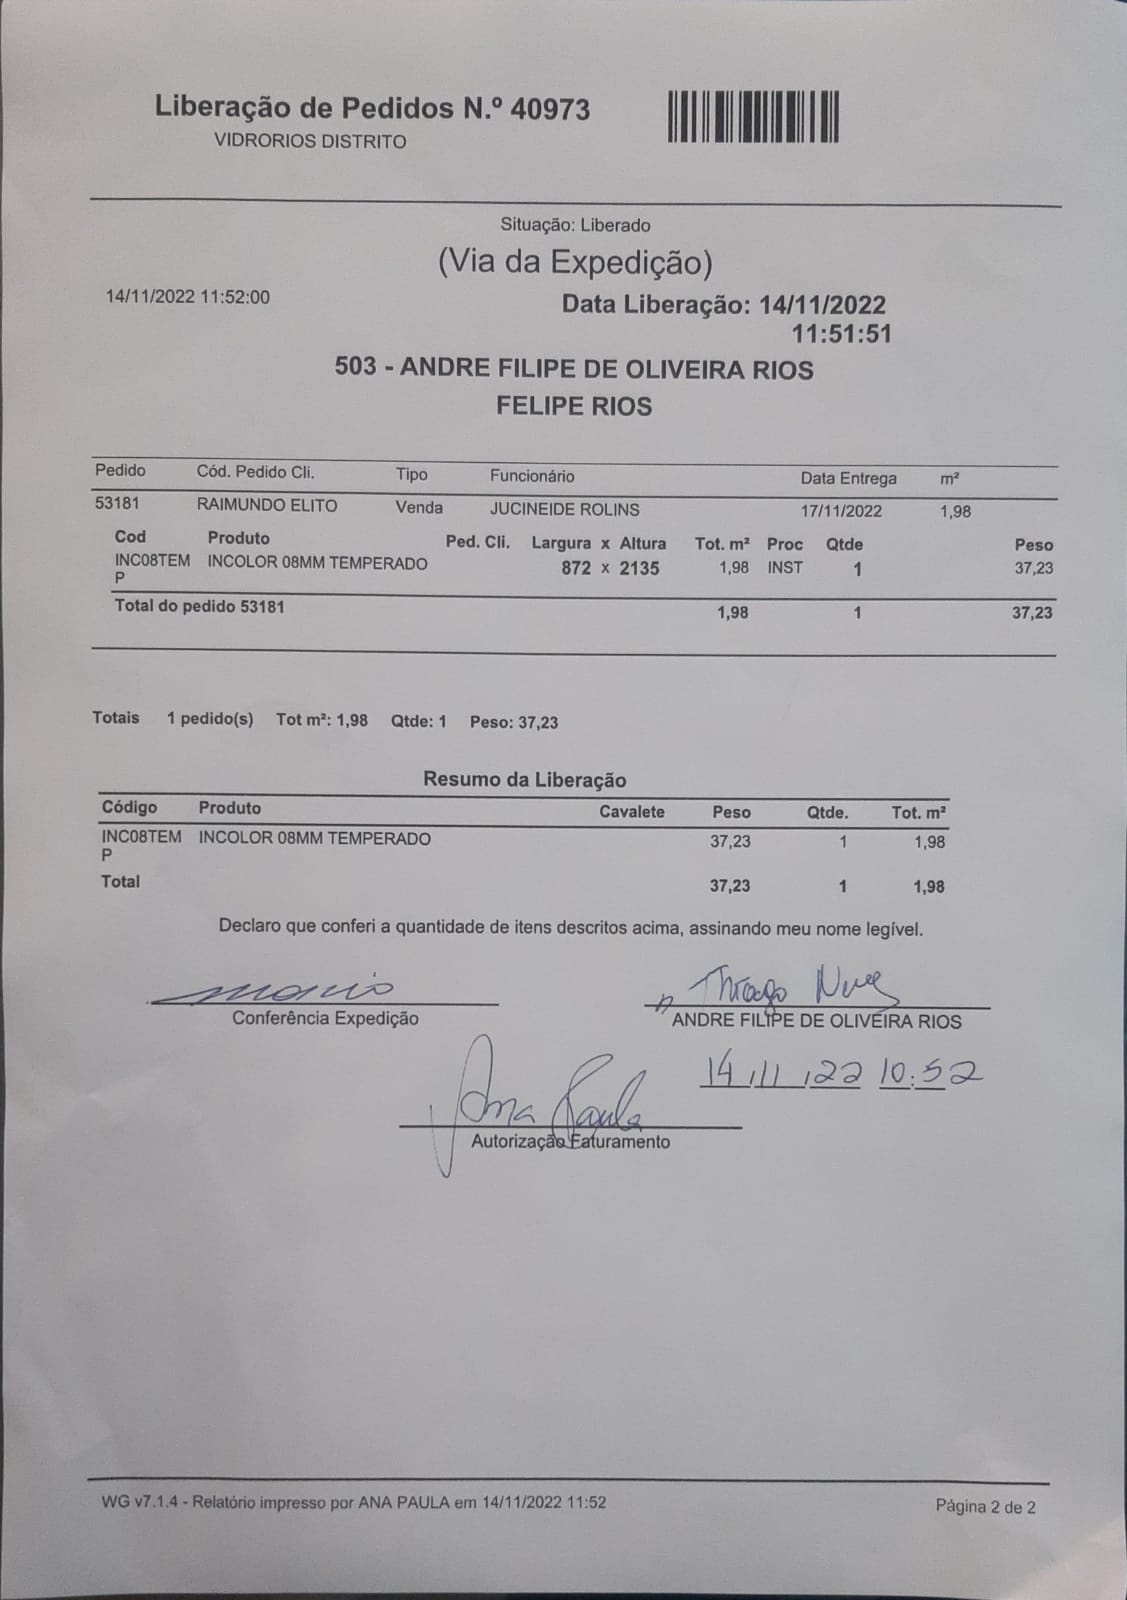 Liberação de Pedidos N.º 40973
VIDRORIOS DISTRITO
Situação: Liberado
(Via da Expedição)
14/11/2022 11:52:00
Data Liberação: 14/11/2022
11:51:51
503 - ANDRE FILIPE DE OLIVEIRA RIOS
FELIPE RIOS
Pedido Cód. Pedido Cli. Tipo Funcionário Data Entrega m²
53181 RAIMUNDO ELITO Venda JUCINEIDE ROLINS 17/11/2022 1,98
Cod Produto Ped. Cli. Largura x Altura Tot. m² Proc Qtde Peso
INC08TEM INCOLOR 08MM TEMPERADO 872 x 2135 1,98 INST 1 37,23
P
Total do pedido 53181 1,98 1 37,23
Totais 1 pedido(s) Tot m²: 1,98 Qtde: 1 Peso: 37,23
Resumo da Liberação
Código Produto Cavalete Peso Qtde. Tot. m²
INC08TEM INCOLOR 08MM TEMPERADO 37,23 1 1,98
P
Total 37,23 1 1,98
Declaro que conferi a quantidade de itens descritos acima, assinando meu nome legível.
Thiago
Conferência Expedição ANDRE FILIPE DE OLIVEIRA RIOS
14/11/22 10:52
Ana Paula
Autorização Faturamento
WG v7.1.4 - Relatório impresso por ANA PAULA em 14/11/2022 11:52 Página 2 de 2